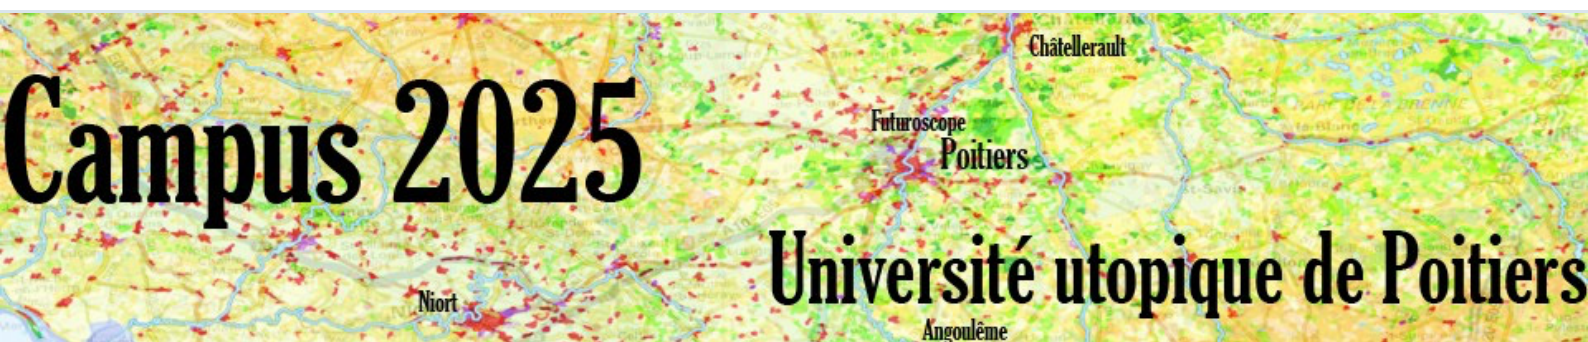 Châtellerault
Campus 2025
Futuroscope
Poitiers
Université utopique de Poitiers
Niort
Angoulême